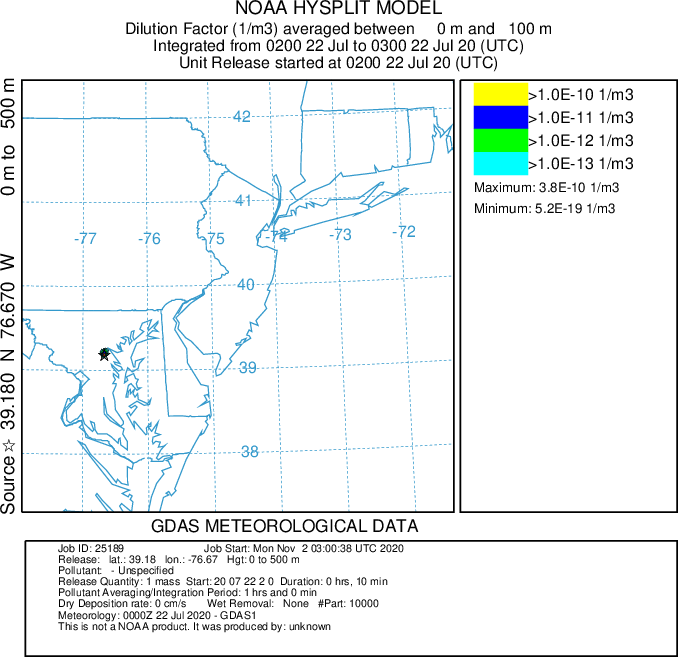 NOAA HYSPLIT MODEL
Dilution Factor (1/m3) averaged between 0 m and 100 m
Integrated from 0200 22 Jul to 0300 22 Jul 20 (UTC)
Unit Release started at 0200 22 Jul 20 (UTC)
Source ☆ 39.180 N 76.670 W 0 m to 500 m
42
41
-77 -76 -75 -74 -73 -72
40
39
38
>1.0E-10 1/m3
>1.0E-11 1/m3
>1.0E-12 1/m3
>1.0E-13 1/m3
Maximum: 3.8E-10 1/m3
Minimum: 5.2E-19 1/m3
GDAS METEOROLOGICAL DATA
Job ID: 25189 Job Start: Mon Nov 2 03:00:38 UTC 2020
Release: lat.: 39.18 lon.: -76.67 Hgt: 0 to 500 m
Pollutant: - Unspecified
Release Quantity: 1 mass Start: 20 07 22 2 0 Duration: 0 hrs, 10 min
Pollutant Averaging/Integration Period: 1 hrs and 0 min
Dry Deposition rate: 0 cm/s Wet Removal: None #Part: 10000
Meteorology: 0000Z 22 Jul 2020 - GDAS1
This is not a NOAA product. It was produced by: unknown